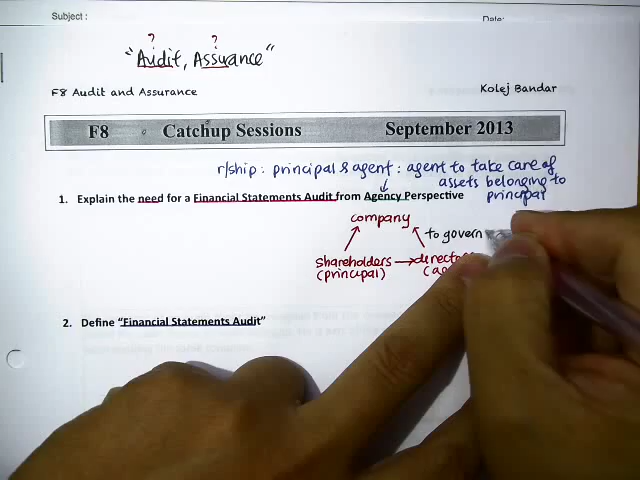 Subject :
Date:
? ?
"Audit, Assurance"
F8 Audit and Assurance
Kolej Bandar
F8 Catchup Sessions September 2013
r/ship : principal & agent : agent to take care of
assets belonging to
principal
1. Explain the need for a Financial Statements Audit from Agency Perspective
company
to govern
shareholders
(principal)
2. Define "Financial Statements Audit"